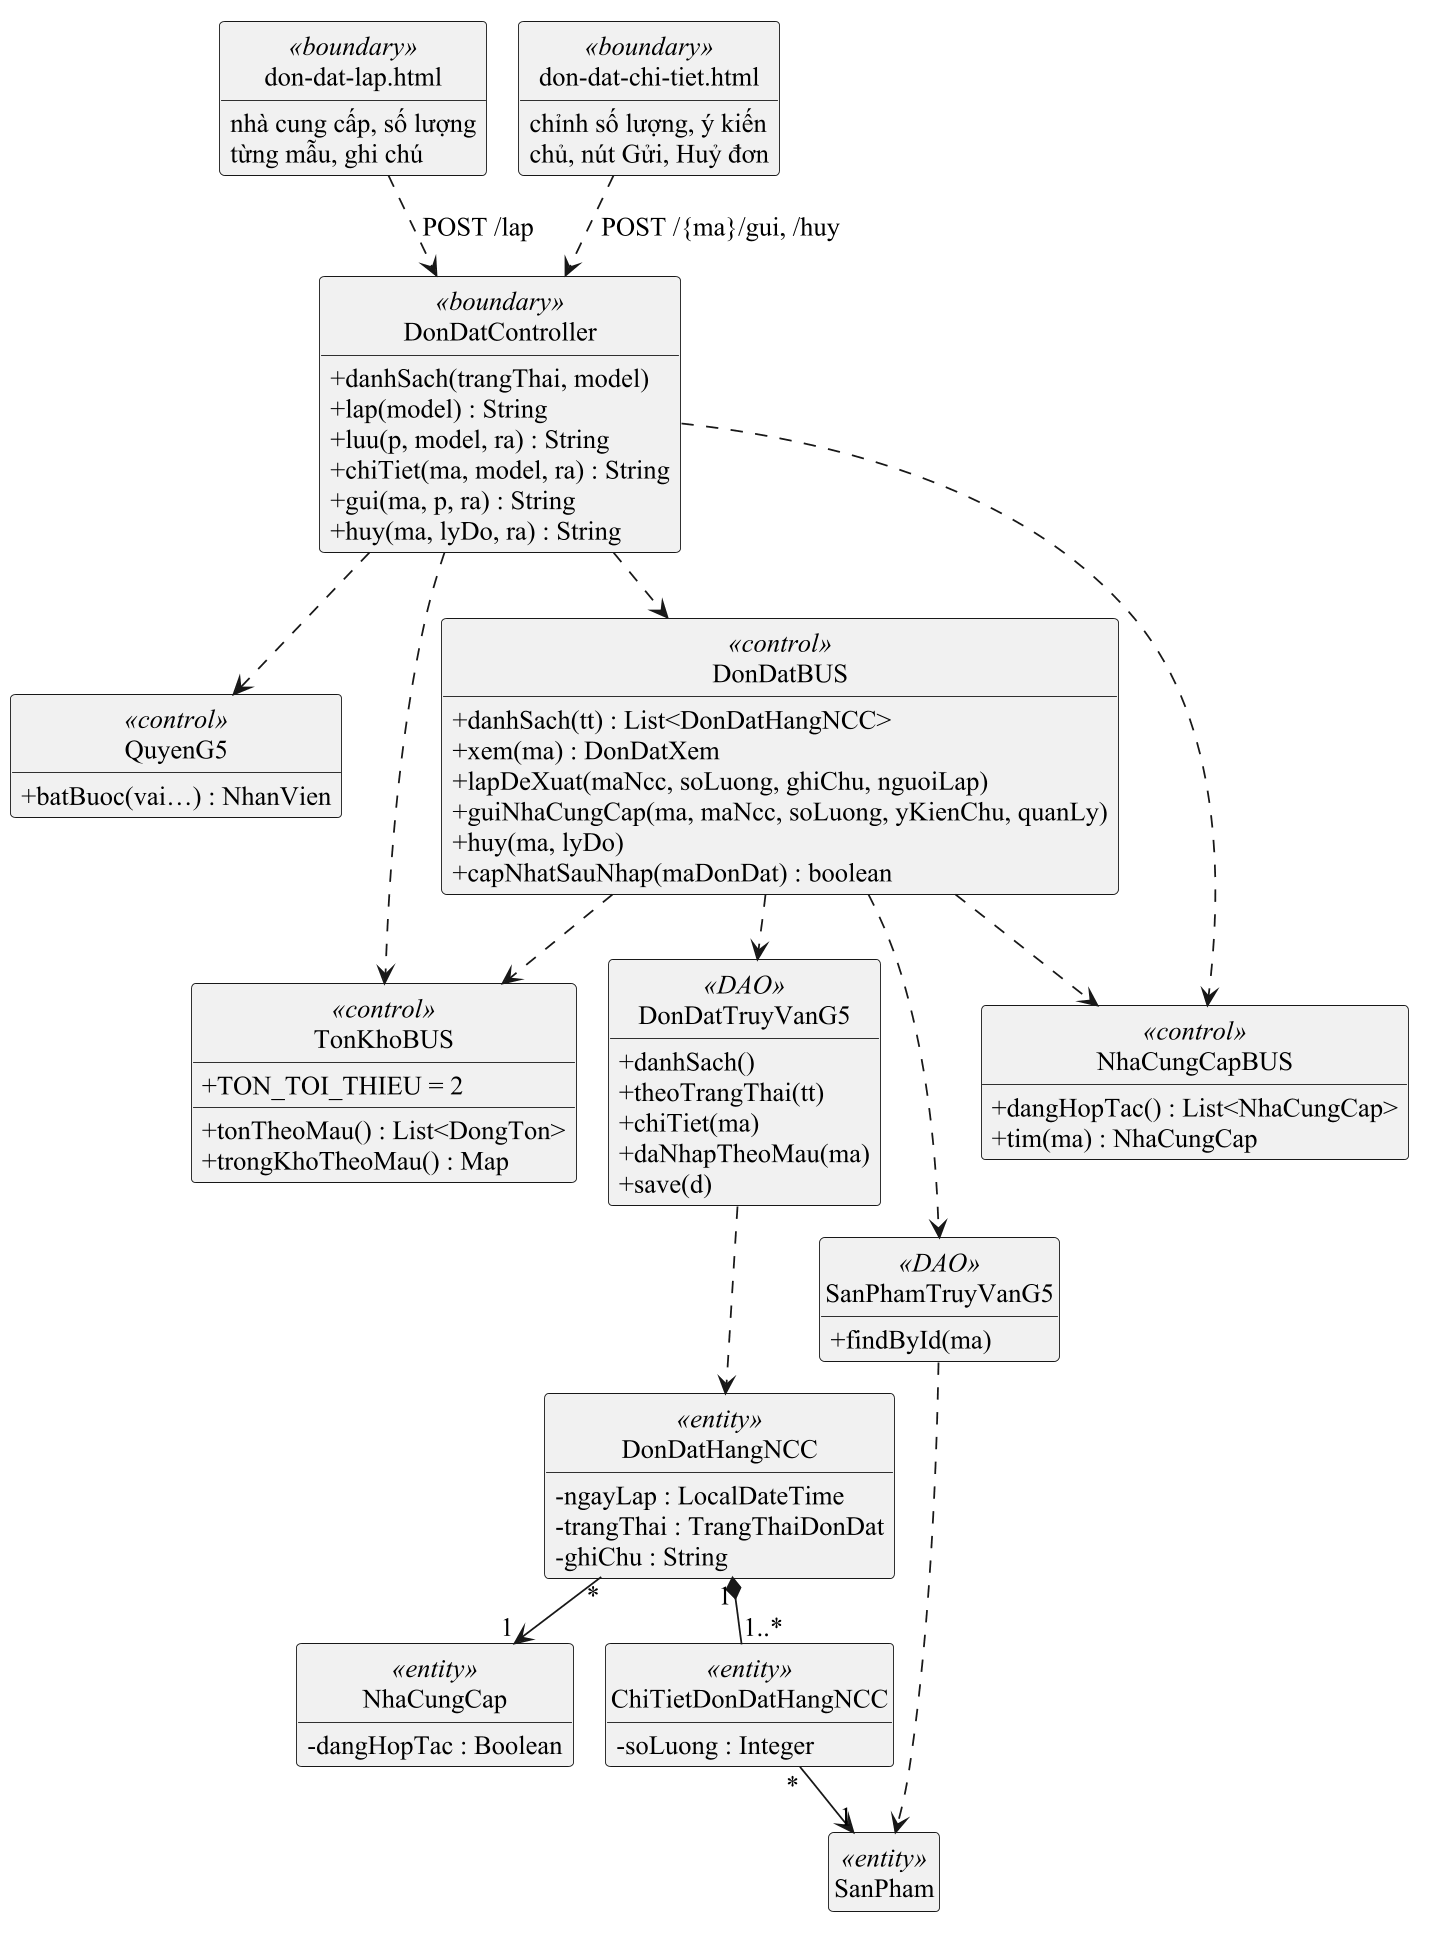 «boundary»
don-dat-lap.html
nhà cung cấp, số lượng
từng mẫu, ghi chú
«boundary»
don-dat-chi-tiet.html
chỉnh số lượng, ý kiến
chủ, nút Gửi, Huỷ đơn
POST /lap
POST /{ma}/gui, /huy
«boundary»
DonDatController
+danhSach(trangThai, model)
+lap(model) : String
+luu(p, model, ra) : String
+chiTiet(ma, model, ra) : String
+gui(ma, p, ra) : String
+huy(ma, lyDo, ra) : String
«control»
DonDatBUS
+danhSach(tt) : List<DonDatHangNCC>
+xem(ma) : DonDatXem
+lapDeXuat(maNcc, soLuong, ghiChu, nguoiLap)
+guiNhaCungCap(ma, maNcc, soLuong, yKienChu, quanLy)
+huy(ma, lyDo)
+capNhatSauNhap(maDonDat) : boolean
«control»
QuyenG5
+batBuoc(vai…) : NhanVien
«control»
TonKhoBUS
+TON_TOI_THIEU = 2
+tonTheoMau() : List<DongTon>
+trongKhoTheoMau() : Map
«DAO»
DonDatTruyVanG5
+danhSach()
+theoTrangThai(tt)
+chiTiet(ma)
+daNhapTheoMau(ma)
+save(d)
«control»
NhaCungCapBUS
+dangHopTac() : List<NhaCungCap>
+tim(ma) : NhaCungCap
«DAO»
SanPhamTruyVanG5
+findById(ma)
«entity»
DonDatHangNCC
-ngayLap : LocalDateTime
-trangThai : TrangThaiDonDat
-ghiChu : String
*
1
1
1..*
«entity»
NhaCungCap
-dangHopTac : Boolean
«entity»
ChiTietDonDatHangNCC
-soLuong : Integer
*
1
«entity»
SanPham